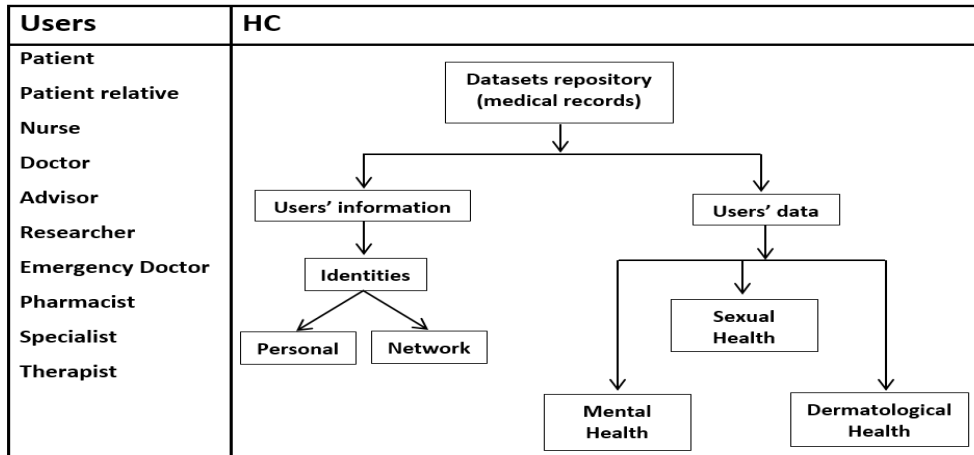 Users
HC
Patient
Patient relative
Nurse
Doctor
Advisor
Researcher
Emergency Doctor
Pharmacist
Specialist
Therapist
Datasets repository
(medical records)
Users’ information
Users’ data
Identities
Personal
Network
Sexual
Health
Mental
Health
Dermatological
Health